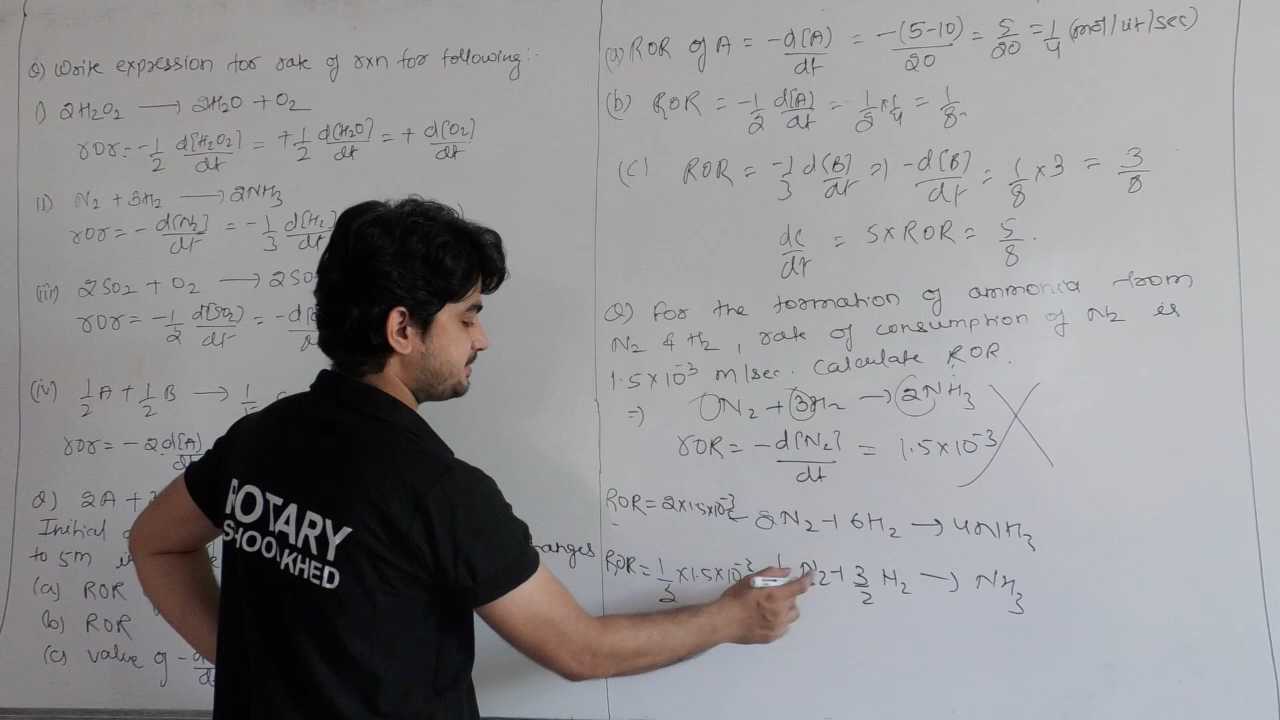 Q) Write expression for rate of rxn for following:-
i) 2H₂O₂ ⟶ 2H₂O + O₂
ror = -1/2 d[H₂O₂]/dt = +1/2 d[H₂O]/dt = + d[O₂]/dt
ii) N₂ + 3H₂ ⟶ 2NH₃
ror = - d[N₂]/dt = -1/3 d[H₂]/dt
(iii) 2SO₂ + O₂ ⟶ 2SO
ror = -1/2 d[SO₂]/dt = -d[
(iv) 1/2 A + 1/2 B ⟶ 1/
ror = -2d[A]/dt
Q) 2A + 3
Initial changes
to 5m
(a) ROR
(b) ROR
(c) value of -d
(a) ROR of A = -d[A]/dt = -(5-10)/20 = 5/20 = 1/4 (mol/lit/sec)
(b) ROR = -1/2 d[A]/dt = 1/2 × 1/4 = 1/8
(c) ROR = -1/3 d[B]/dt ⇒ -d[B]/dt = 1/8 × 3 = 3/8
dc/dt = 5×ROR = 5/8.
Q) For the formation of ammonia from
N₂ & H₂, rate of consumption of N₂ is
1.5×10⁻³ m/sec. Calculate ROR.
⇒) N₂ + 3H₂ ⟶ 2NH₃
ROR = -d[N₂]/dt = 1.5×10⁻³
ROR = 2×1.5×10⁻³ ← 2N₂ + 6H₂ → 4NH₃
ROR = 1/2 ×1.5×10⁻³ 1/ N₂ + 3/2 H₂ ⟶ NH₃
ROTARY
SHOOLKHED